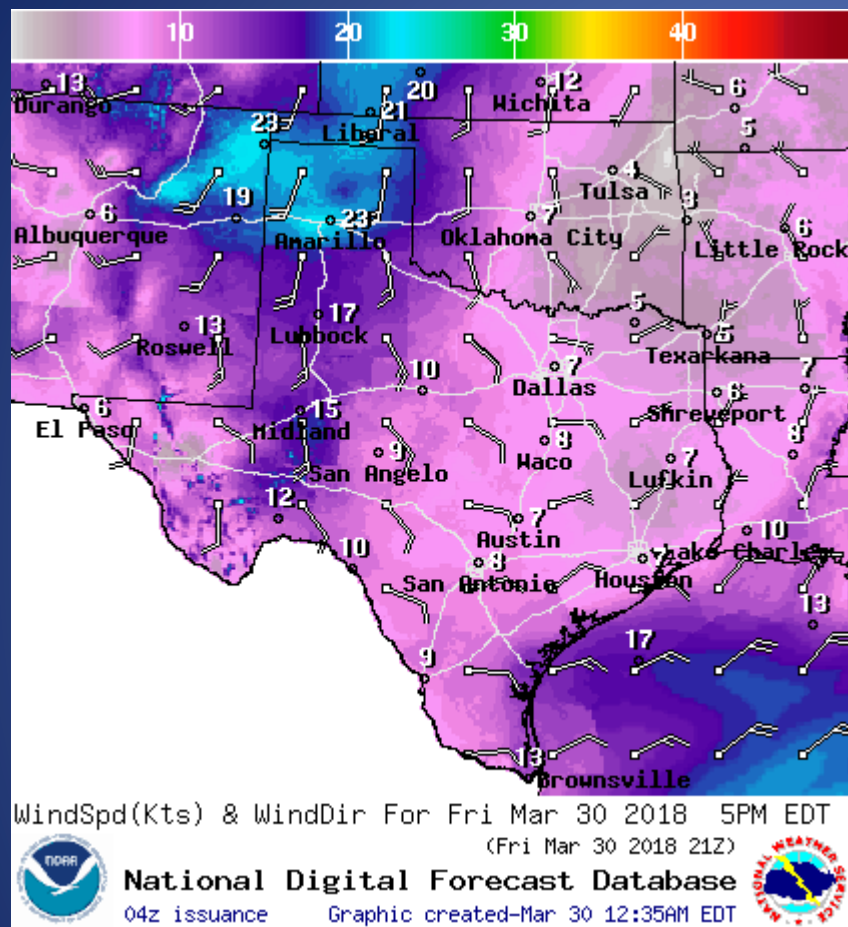 10 20 30 40
13 20 12 6
Durango Liberal 21 Wichita
23 5
4
Tulsa
6 19 23 7 3 6
Albuquerque Amarillo Oklahoma City Little Rock
13 17 5
Roswell Lubbock 5
Texarkana
10 7 7
Dallas
6 15 6
El Paso Midland Shreveport
9 8 8
San Angelo Waco 7
Lufkin
12 7 10
Austin Lake Charles
10 8 7
San Antonio Houston
13
17
9
13
Brownsville
WindSpd(Kts) & WindDir For Fri Mar 30 2018 5PM EDT
(Fri Mar 30 2018 21Z)
NOAA
National Digital Forecast Database
04z issuance Graphic created-Mar 30 12:35AM EDT
NATIONAL WEATHER SERVICE